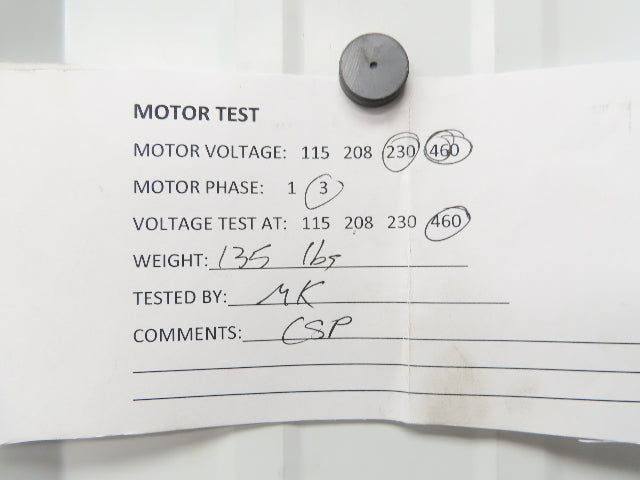 MOTOR TEST
MOTOR VOLTAGE: 115 208 230 460
MOTOR PHASE: 1 3
VOLTAGE TEST AT: 115 208 230 460
WEIGHT: 135 lbs
TESTED BY: MK
COMMENTS: CSP